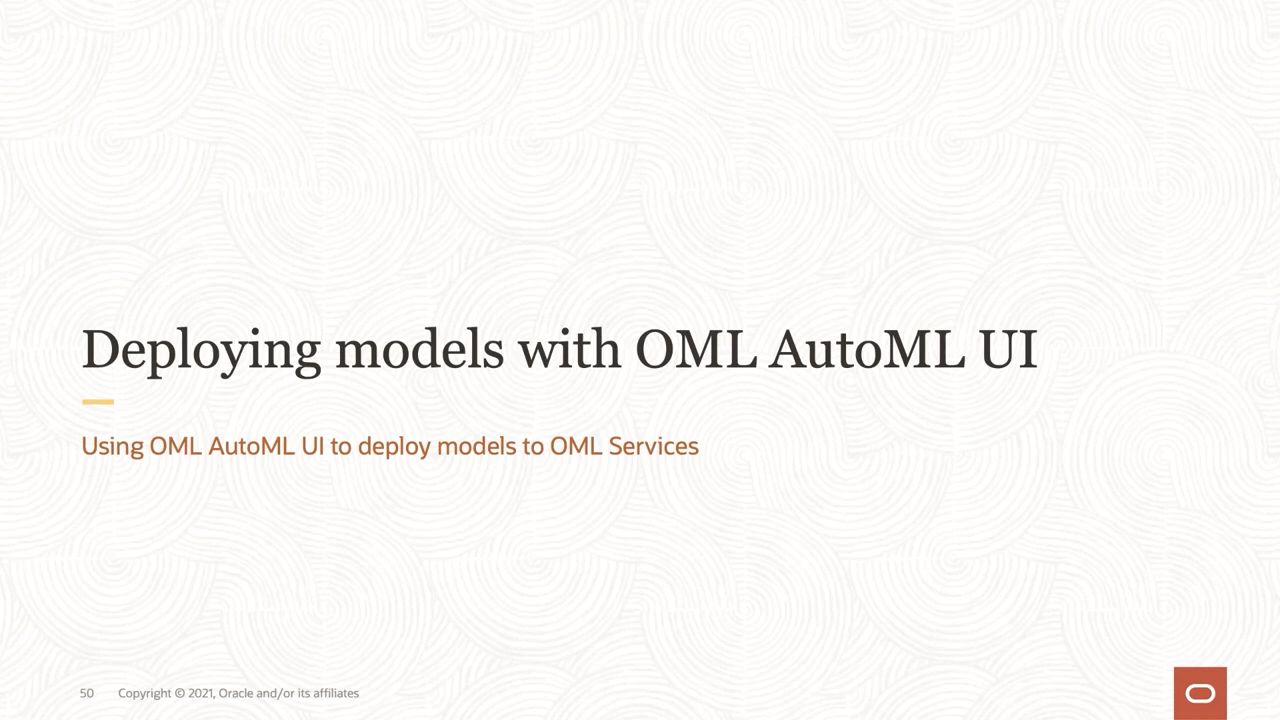 Deploying models with OML AutoML UI
Using OML AutoML UI to deploy models to OML Services
50 Copyright © 2021, Oracle and/or its affiliates